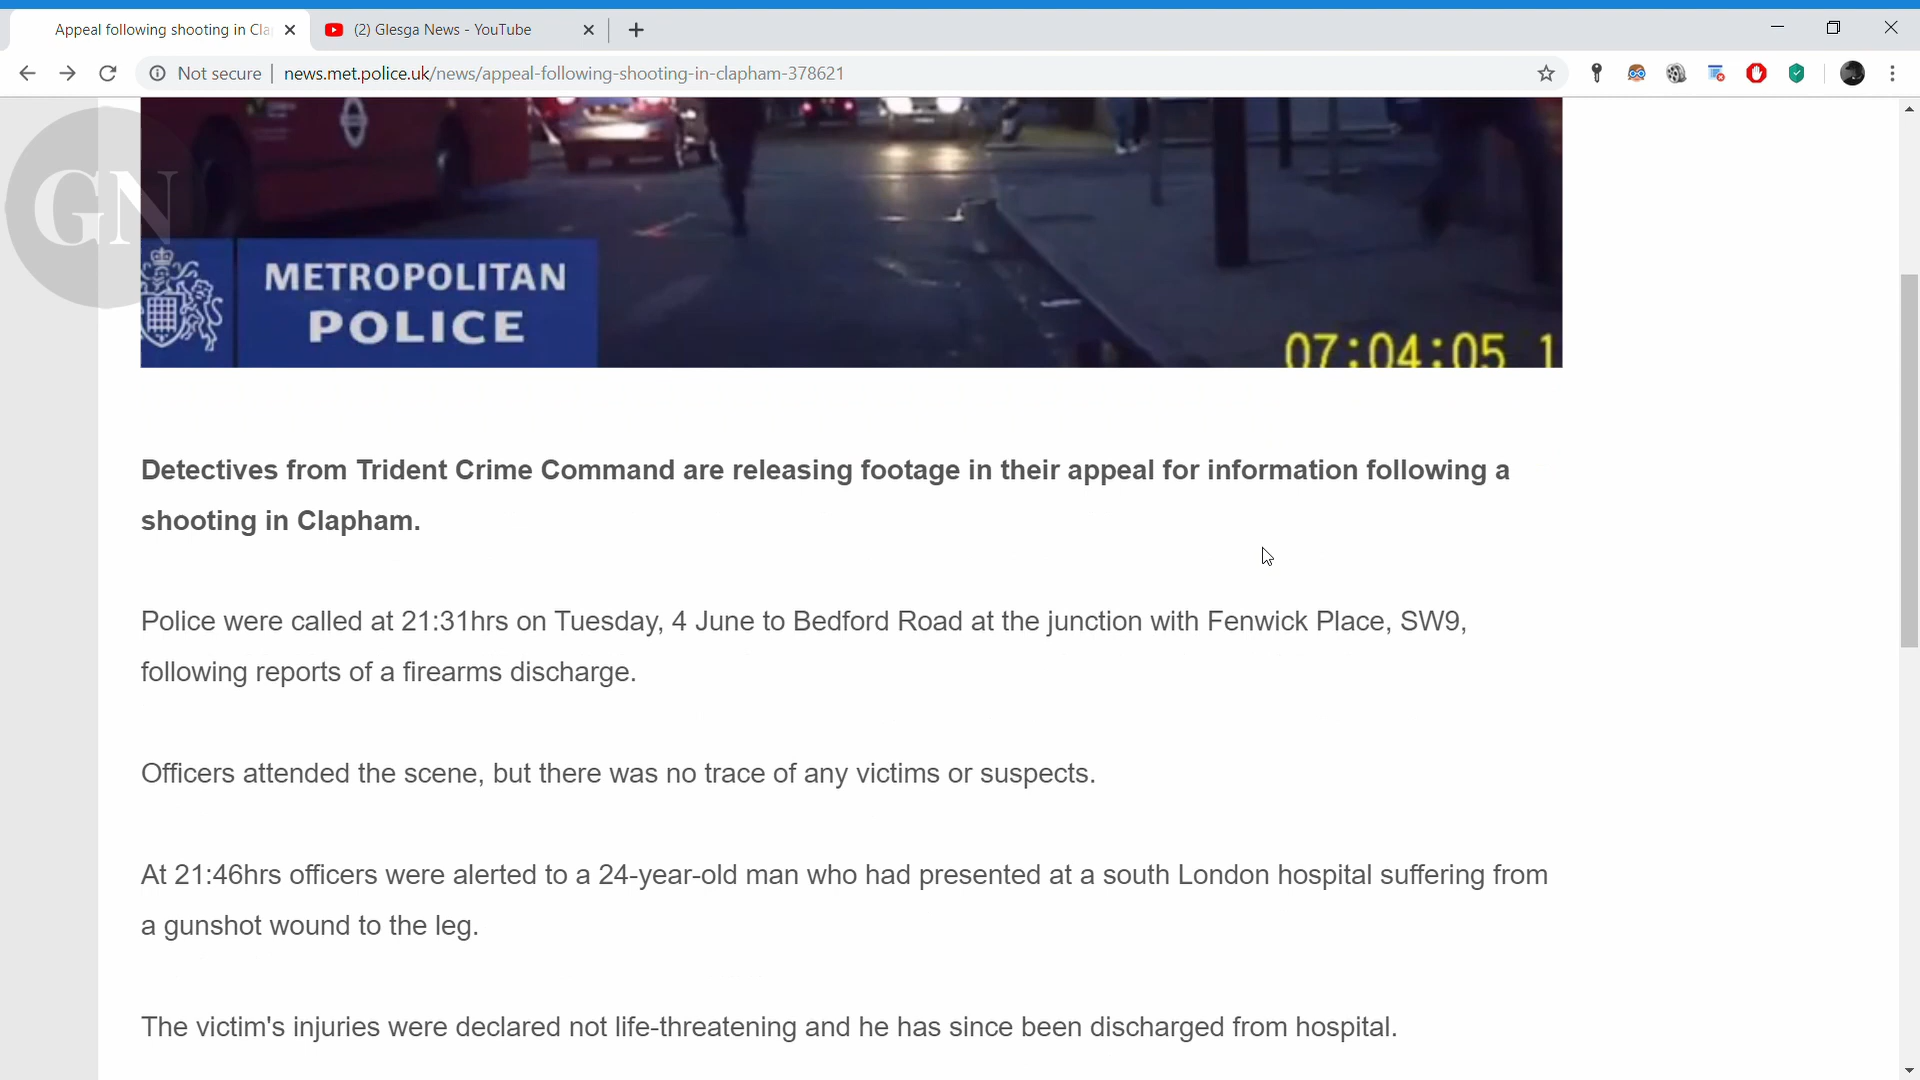 Appeal following shooting in Cla
(2) Glesga News - YouTube
Not secure
news.met.police.uk/news/appeal-following-shooting-in-clapham-378621
GN
METROPOLITAN
POLICE
07:04:05 1
Detectives from Trident Crime Command are releasing footage in their appeal for information following a
shooting in Clapham.
Police were called at 21:31hrs on Tuesday, 4 June to Bedford Road at the junction with Fenwick Place, SW9,
following reports of a firearms discharge.
Officers attended the scene, but there was no trace of any victims or suspects.
At 21:46hrs officers were alerted to a 24-year-old man who had presented at a south London hospital suffering from
a gunshot wound to the leg.
The victim's injuries were declared not life-threatening and he has since been discharged from hospital.